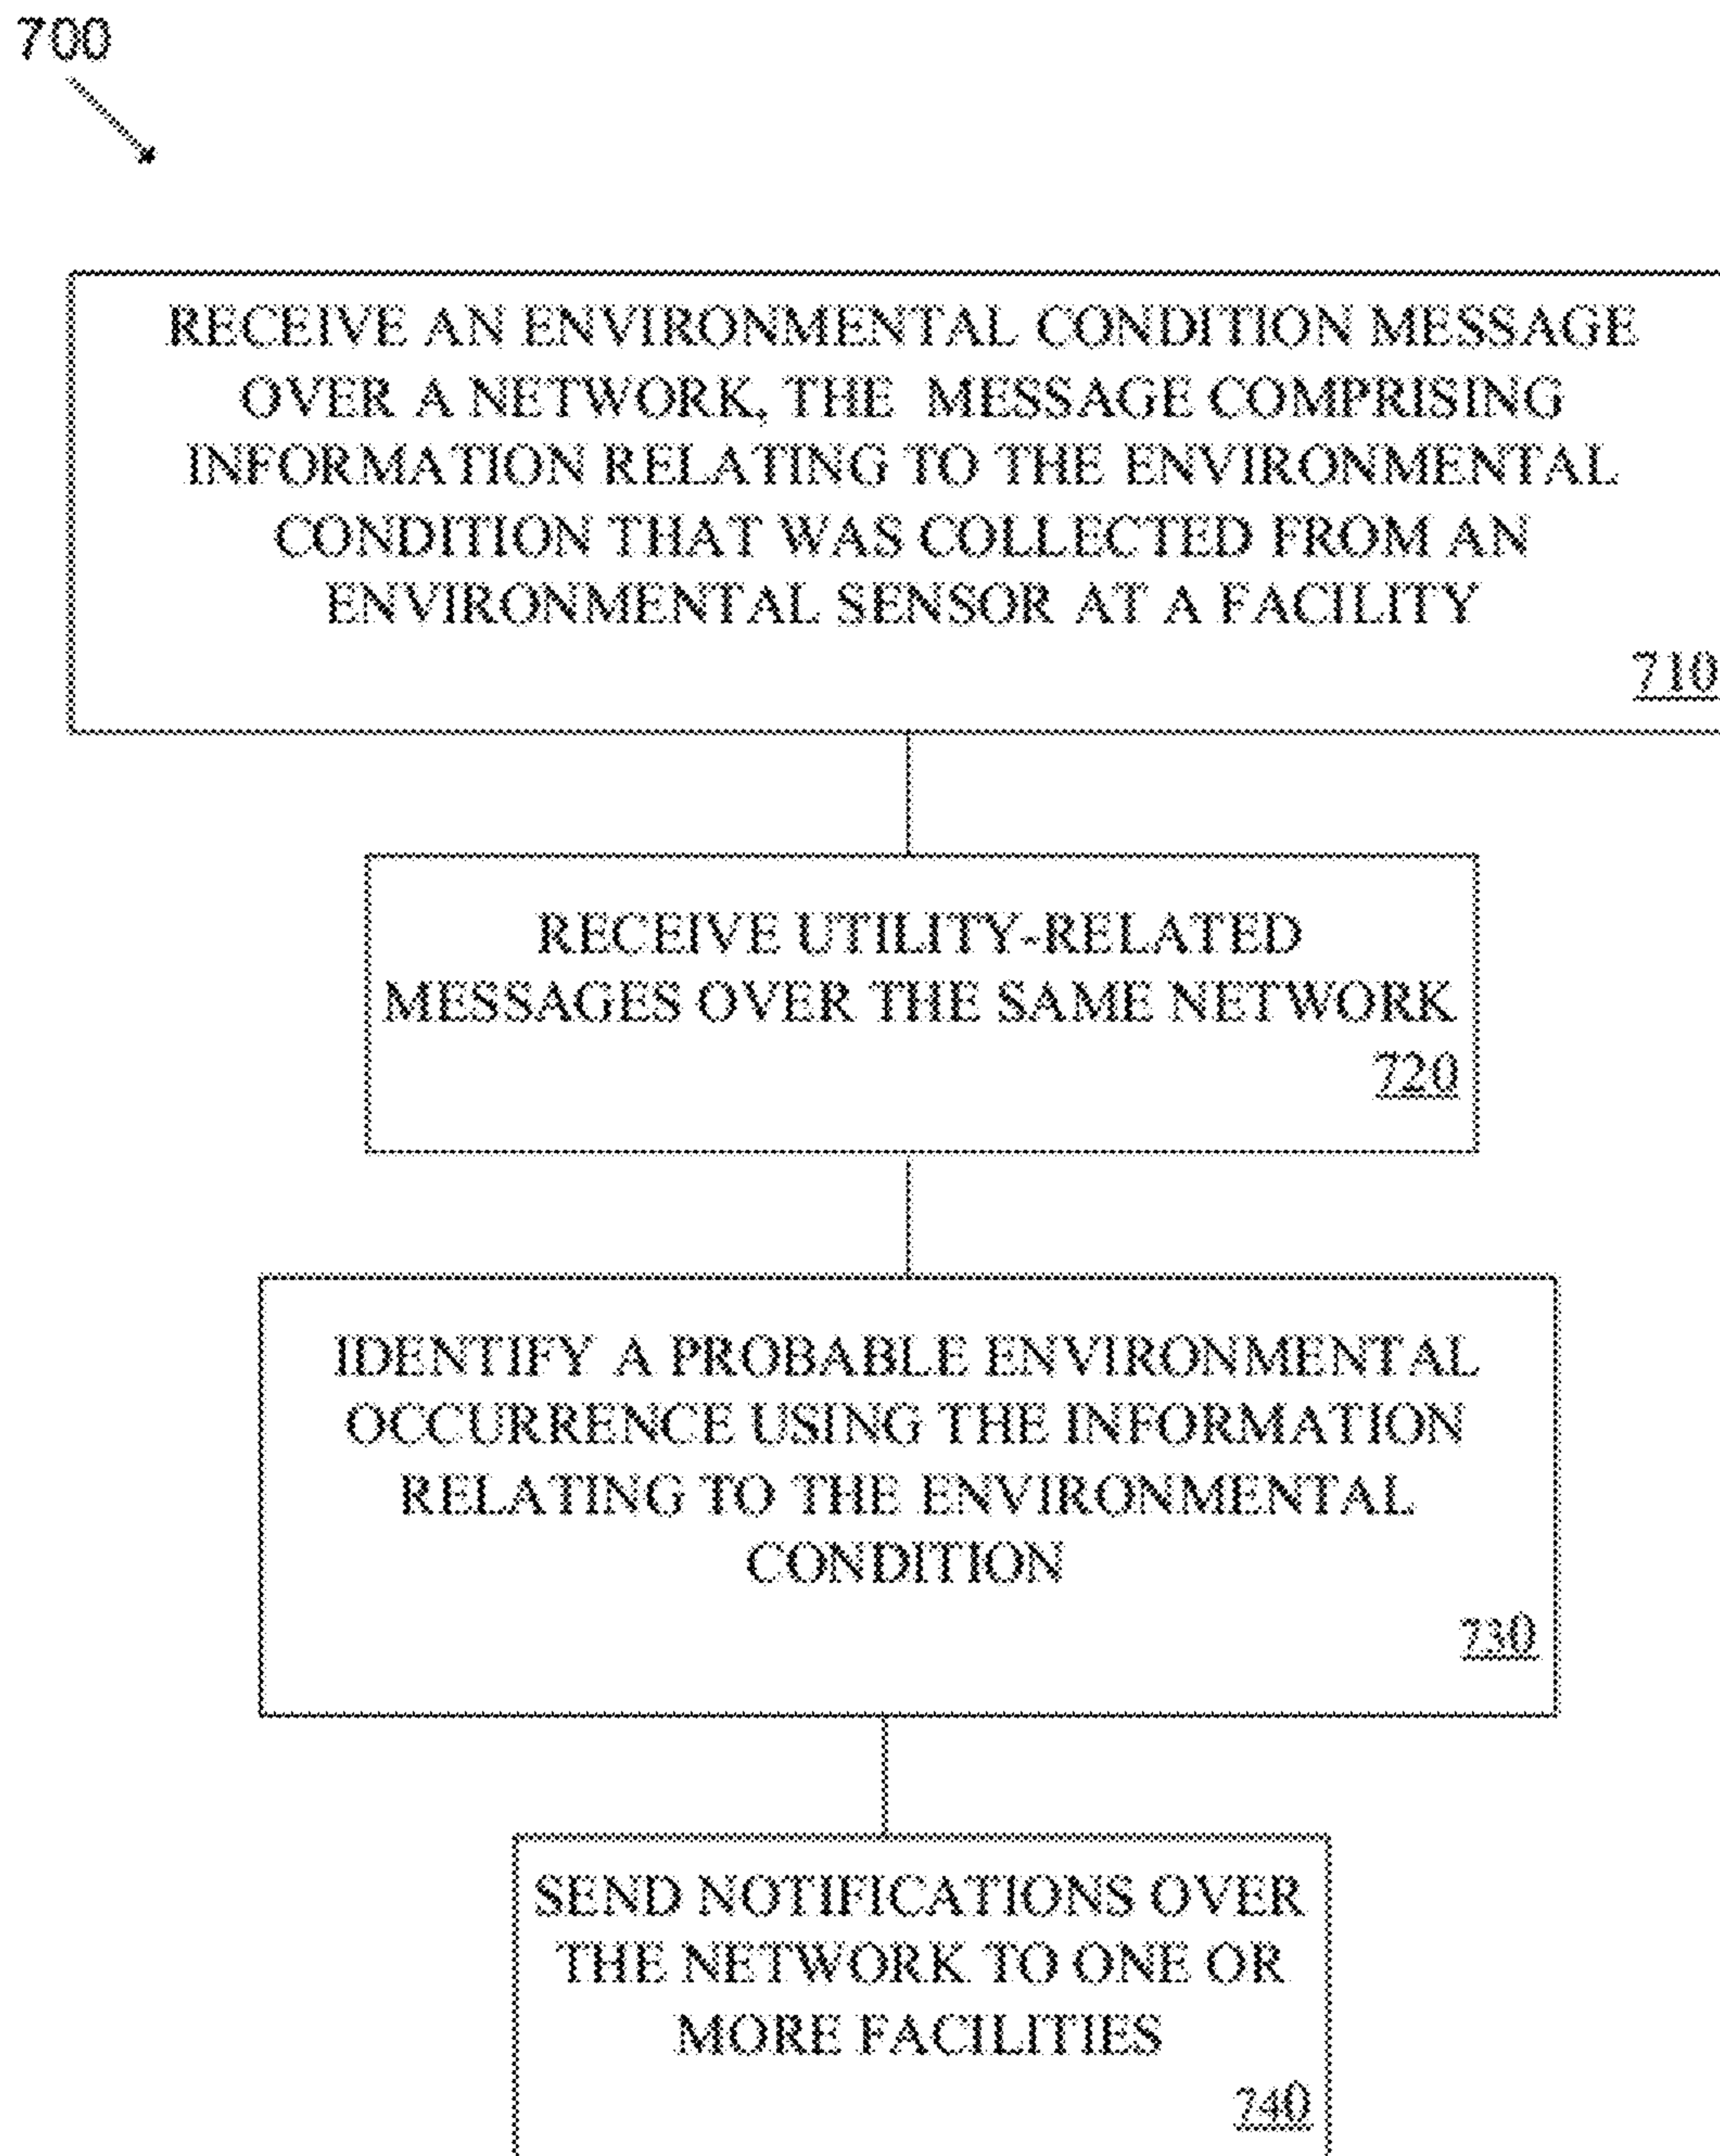 700
RECEIVE AN ENVIRONMENTAL CONDITION MESSAGE
OVER A NETWORK, THE MESSAGE COMPRISING
INFORMATION RELATING TO THE ENVIRONMENTAL
CONDITION THAT WAS COLLECTED FROM AN
ENVIRONMENTAL SENSOR AT A FACILITY
710
RECEIVE UTILITY-RELATED
MESSAGES OVER THE SAME NETWORK
720
IDENTIFY A PROBABLE ENVIRONMENTAL
OCCURRENCE USING THE INFORMATION
RELATING TO THE ENVIRONMENTAL
CONDITION
730
SEND NOTIFICATIONS OVER
THE NETWORK TO ONE OR
MORE FACILITIES
740